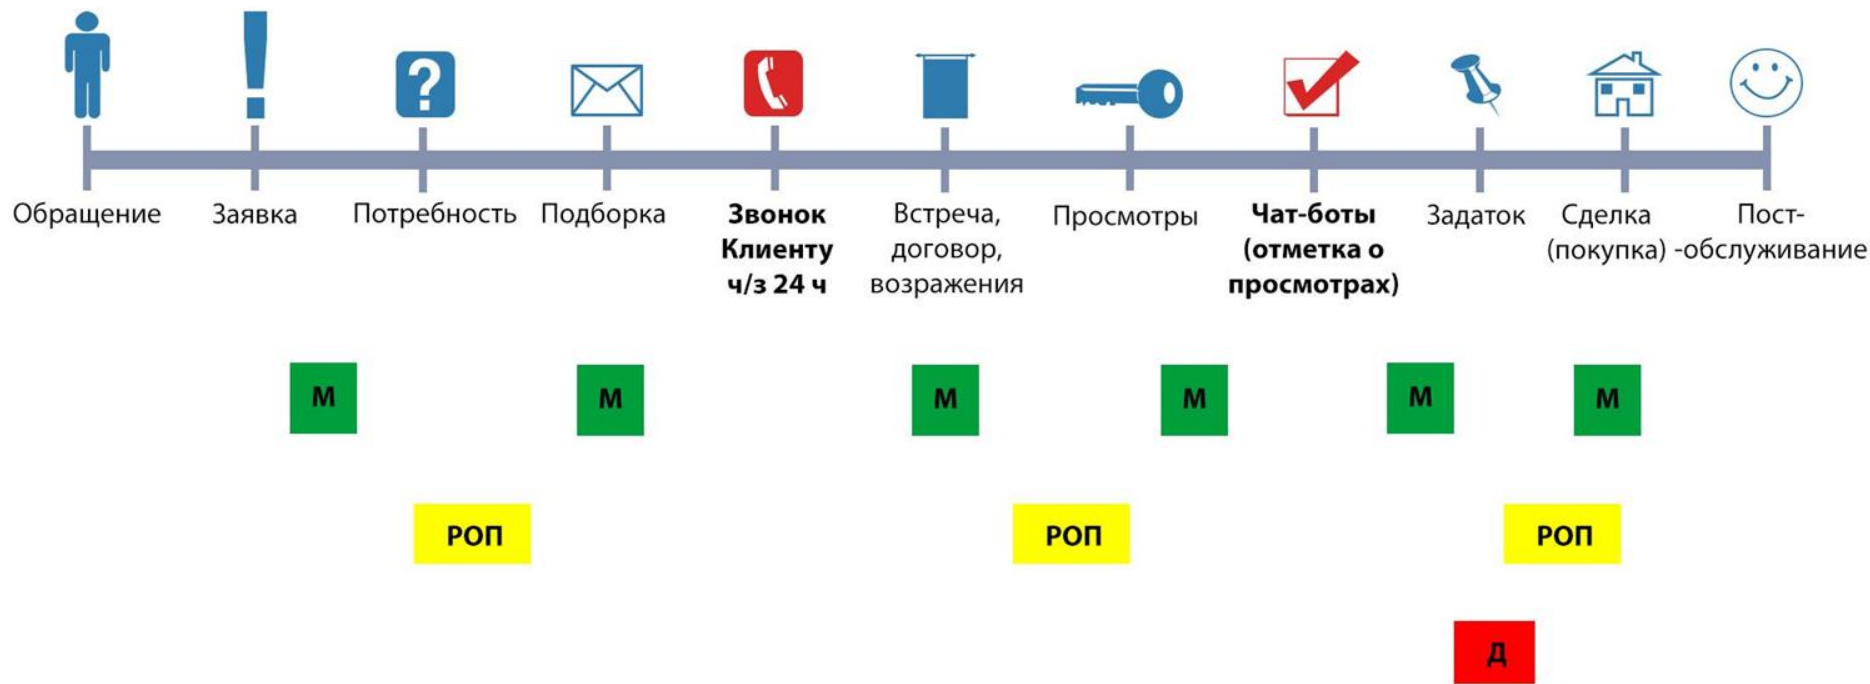 ?
Обращение
Заявка
Потребность
Подборка
Звонок
Клиенту
ч/з 24 ч
Встреча,
договор,
возражения
Просмотры
Чат-боты
(отметка о
просмотрах)
Задаток
Сделка
(покупка)
Пост-
-обслуживание
М
М
М
М
М
М
РОП
РОП
РОП
Д